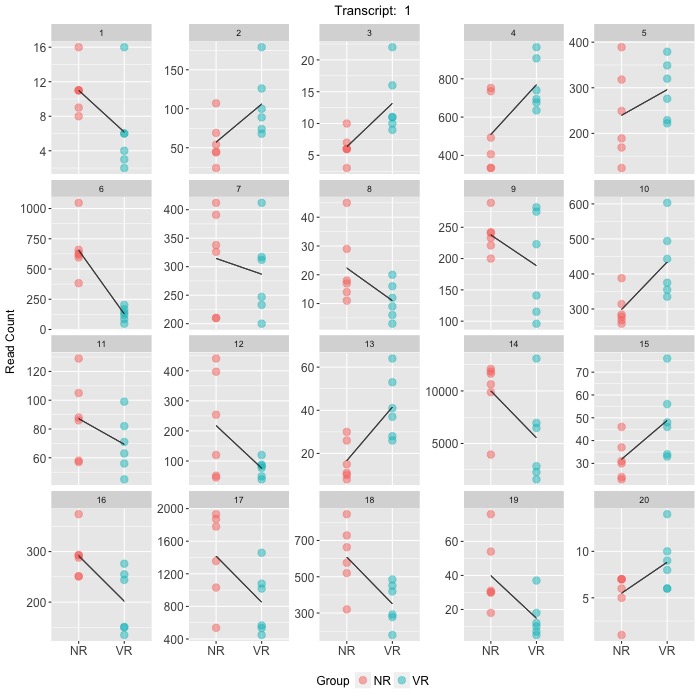 Transcript: 1
1 2 3 4 5
16 12 8 4
150 100 50
20 15 10 5
800 600 400
400 300 200
6 7 8 9 10
1000 750 500 250 0
400 350 300 250 200
40 30 20 10
250 200 150 100
600 500 400 300
Read Count
11 12 13 14 15
120 100 80 60
400 300 200 100
60 40 20
10000 5000
70 60 50 40 30
16 17 18 19 20
300 200
2000 1600 1200 800 400
700 500 300
60 40 20
10 5
NR VR NR VR NR VR NR VR NR VR
Group NR VR